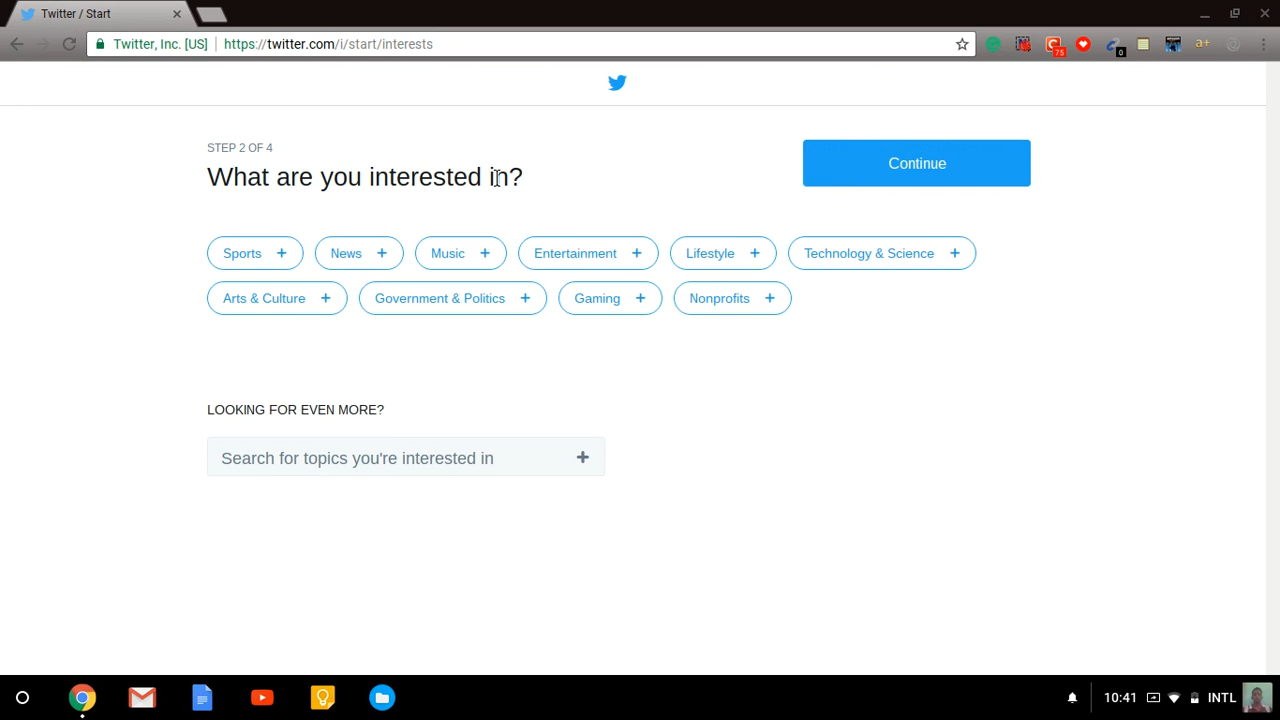 Twitter / Start
Twitter, Inc. [US] https://twitter.com/i/start/interests
75
0
a+
STEP 2 OF 4
What are you interested in?
Continue
Sports + News + Music + Entertainment + Lifestyle + Technology & Science +
Arts & Culture + Government & Politics + Gaming + Nonprofits +
LOOKING FOR EVEN MORE?
Search for topics you're interested in +
10:41 INTL